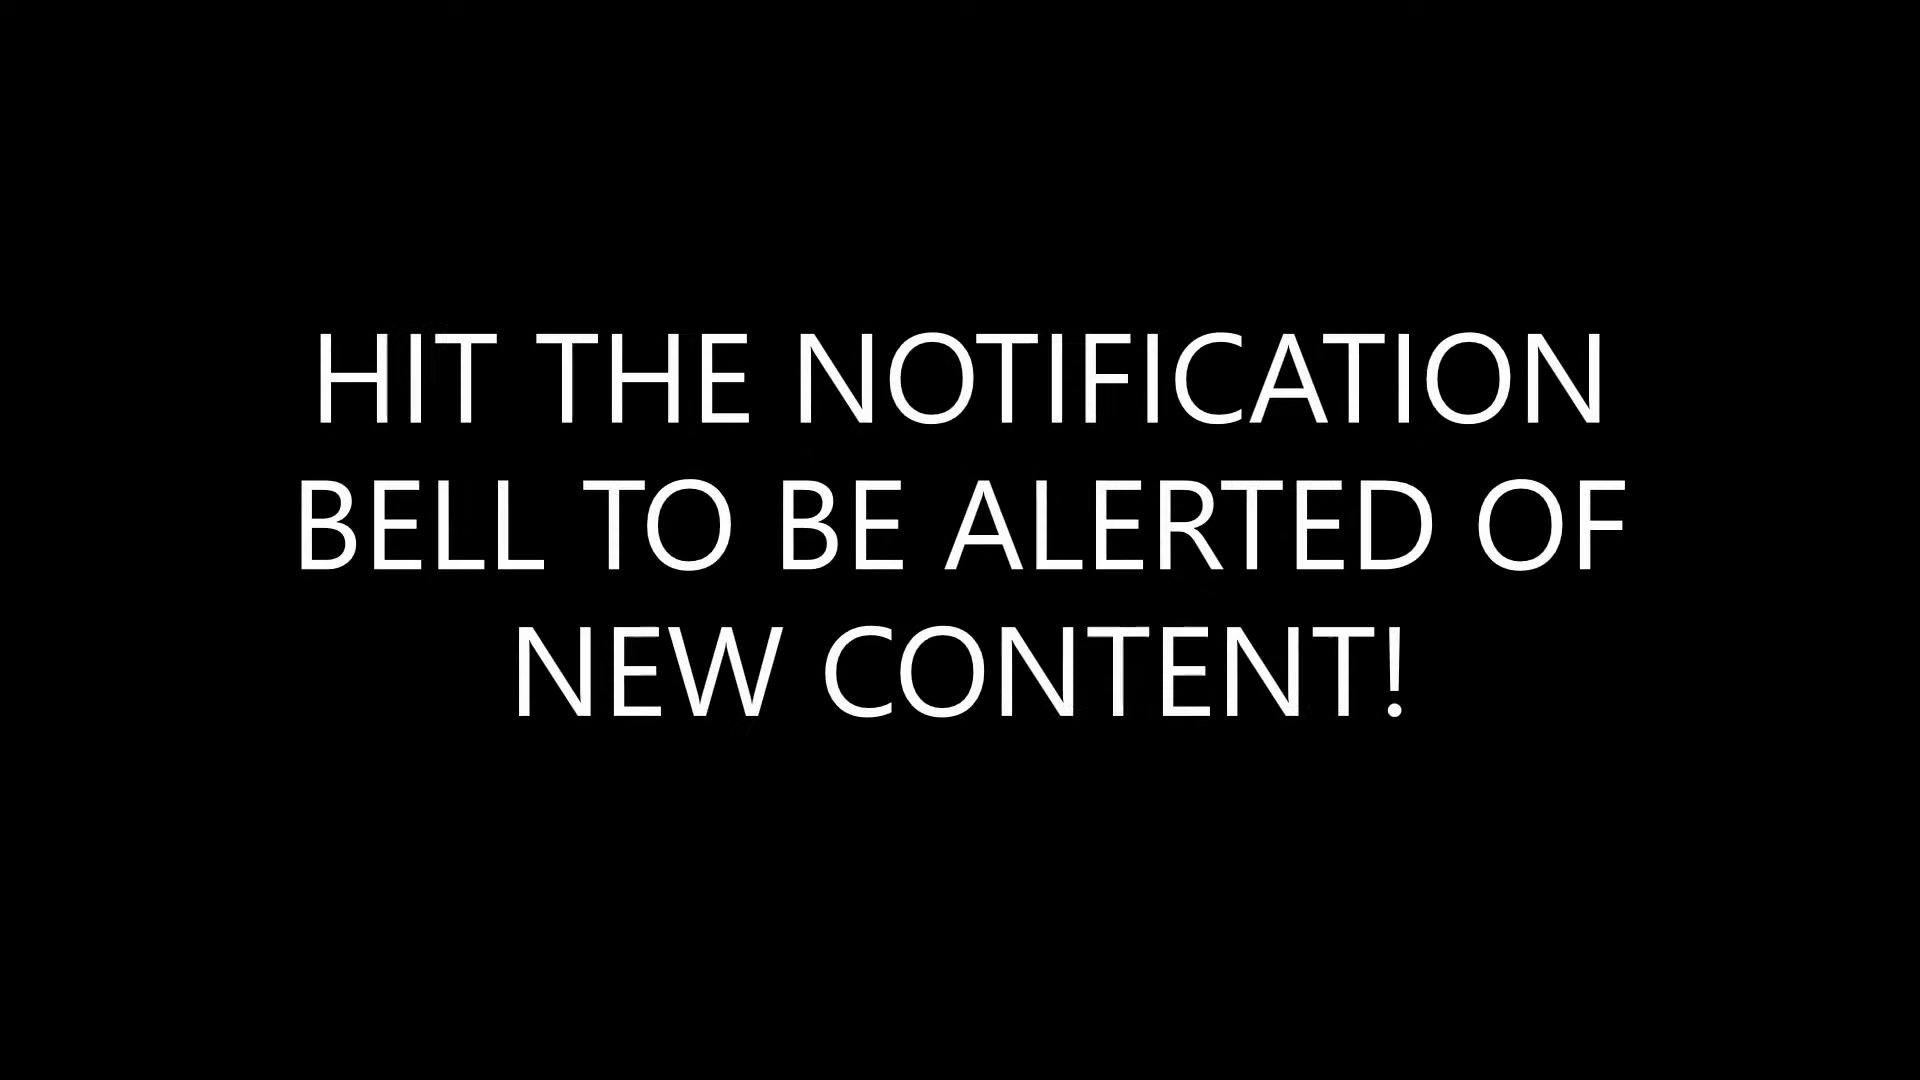 HIT THE NOTIFICATION
BELL TO BE ALERTED OF
NEW CONTENT!